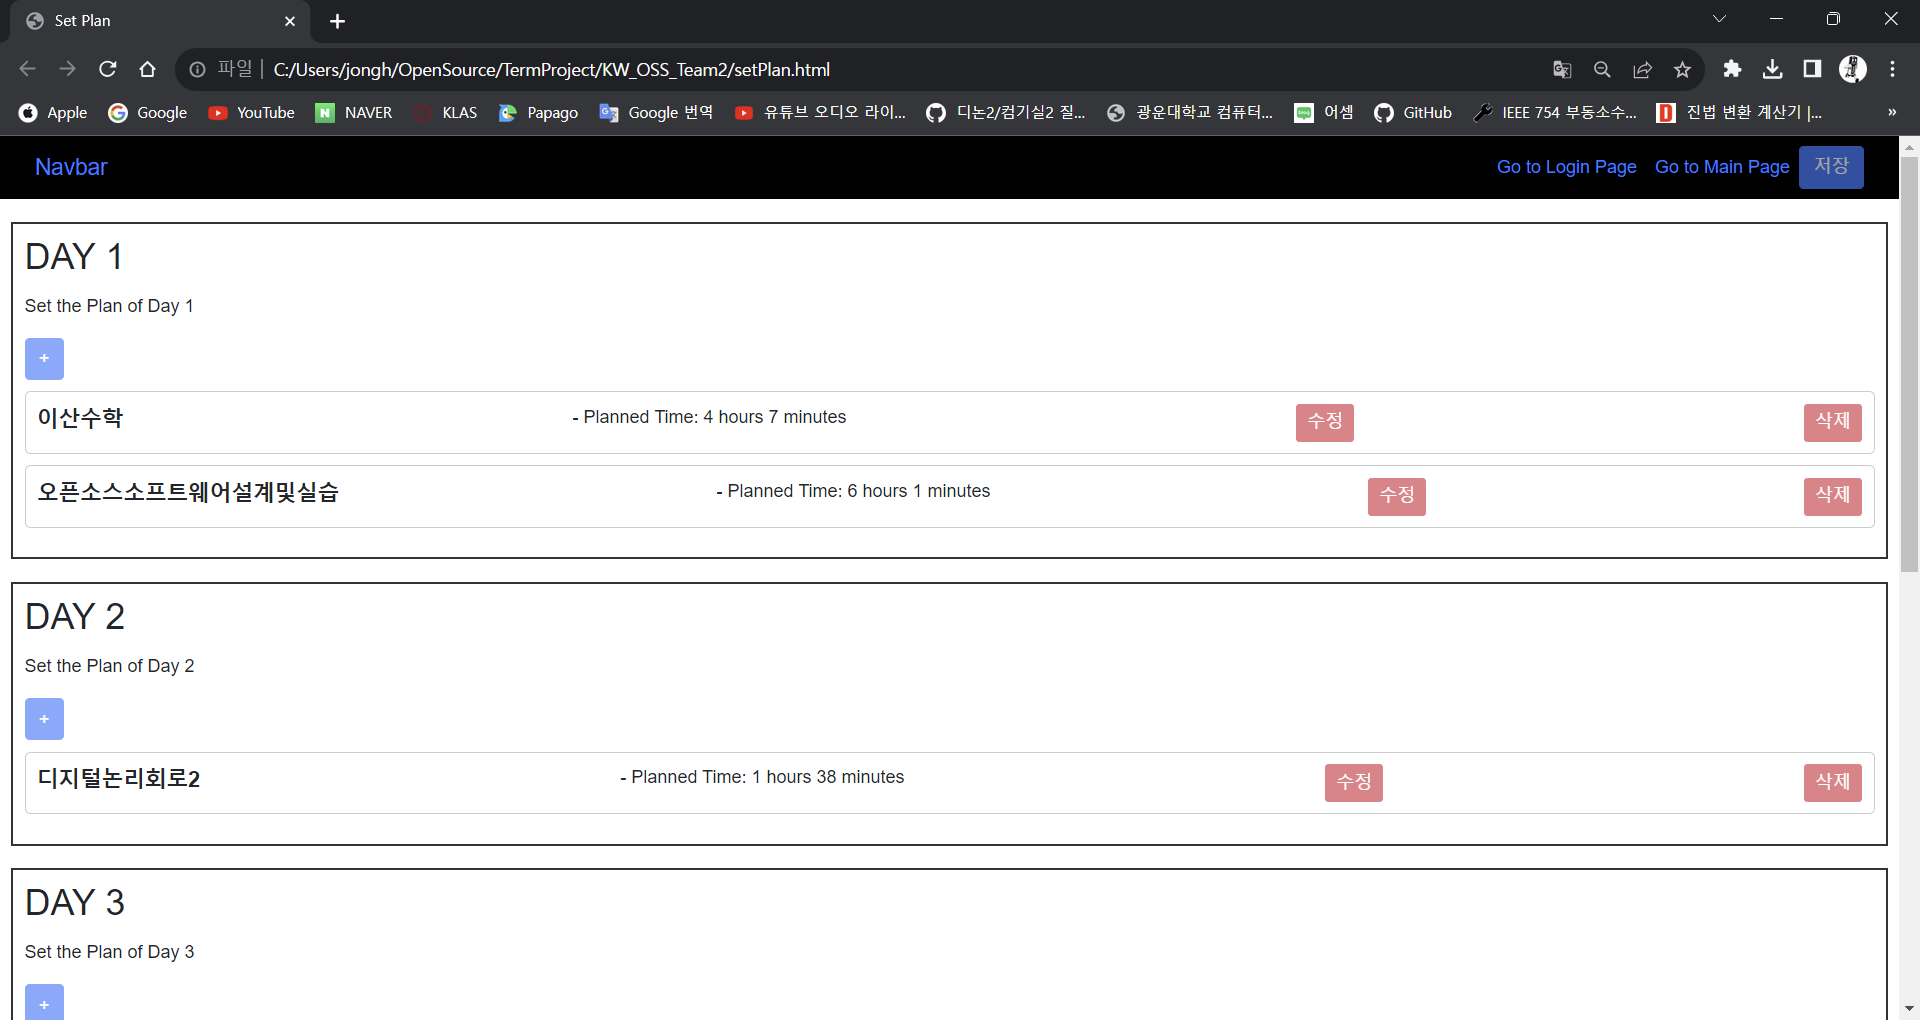 Set Plan
파일 | C:/Users/jongh/OpenSource/TermProject/KW_OSS_Team2/setPlan.html
Apple Google YouTube NAVER KLAS Papago Google 번역 유튜브 오디오 라이... 디논2/컴기실2 질... 광운대학교 컴퓨터... 어셈 GitHub IEEE 754 부동소수... 진법 변환 계산기 |... »
Navbar Go to Login Page Go to Main Page 저장
DAY 1
Set the Plan of Day 1
+
이산수학 - Planned Time: 4 hours 7 minutes 수정 삭제
오픈소스소프트웨어설계및실습 - Planned Time: 6 hours 1 minutes 수정 삭제
DAY 2
Set the Plan of Day 2
+
디지털논리회로2 - Planned Time: 1 hours 38 minutes 수정 삭제
DAY 3
Set the Plan of Day 3
+